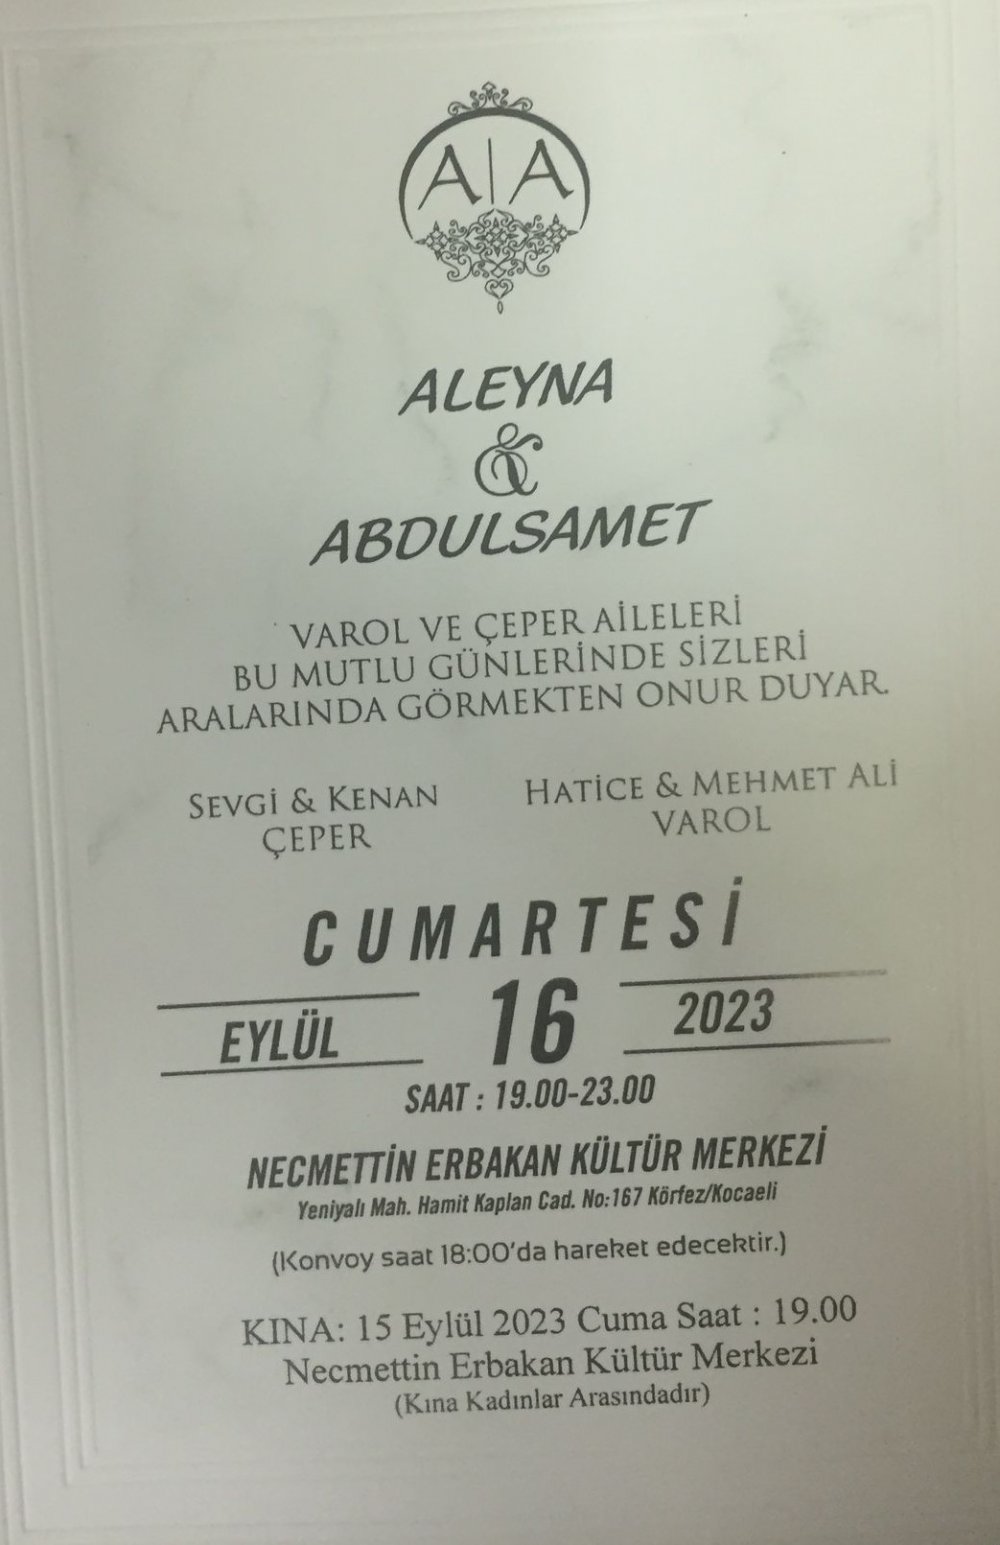 A|A
ALEYNA
&
ABDULSAMET
VAROL VE ÇEPER AİLELERİ
BU MUTLU GÜNLERİNDE SİZLERİ
ARALARINDA GÖRMEKTEN ONUR DUYAR.
SEVGİ & KENAN
ÇEPER
HATİCE & MEHMET ALİ
VAROL
CUMARTESİ
EYLÜL 16 2023
SAAT : 19.00-23.00
NECMETTİN ERBAKAN KÜLTÜR MERKEZİ
Yeniyalı Mah. Hamit Kaplan Cad. No:167 Körfez/Kocaeli
(Konvoy saat 18:00'da hareket edecektir.)
KINA: 15 Eylül 2023 Cuma Saat : 19.00
Necmettin Erbakan Kültür Merkezi
(Kına Kadınlar Arasındadır)